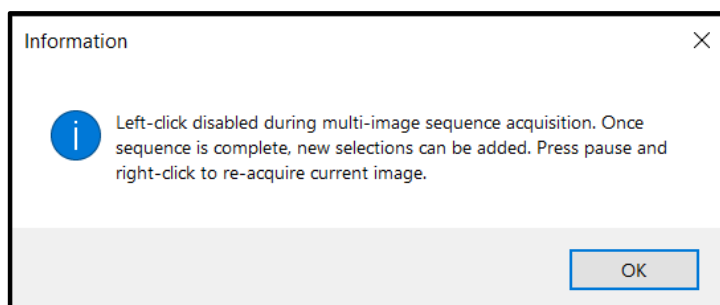 Information
Left-click disabled during multi-image sequence acquisition. Once
sequence is complete, new selections can be added. Press pause and
right-click to re-acquire current image.
OK